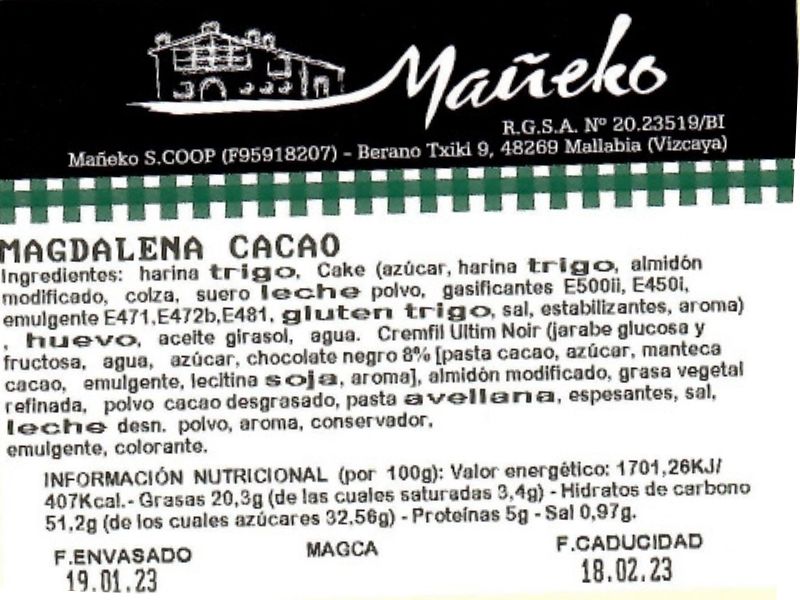 Mañeko
R.G.S.A. Nº 20.23519/BI
Mañeko S.COOP (F95918207) - Berano Txiki 9, 48269 Mallabia (Vizcaya)
MAGDALENA CACAO
Ingredientes: harina trigo, Cake (azúcar, harina trigo, almidón
modificado, colza, suero leche polvo, gasificantes E500ii, E450i,
emulgente E471,E472b,E481, gluten trigo, sal, estabilizantes, aroma)
, huevo, aceite girasol, agua. Cremfil Ultim Noir (jarabe glucosa y
fructosa, agua, azúcar, chocolate negro 8% [pasta cacao, azúcar, manteca
cacao, emulgente, lecitina soja, aroma], almidón modificado, grasa vegetal
refinada, polvo cacao desgrasado, pasta avellana, espesantes, sal,
leche desn. polvo, aroma, conservador,
emulgente, colorante.
INFORMACIÓN NUTRICIONAL (por 100g): Valor energético: 1701,26KJ/
407Kcal.- Grasas 20,3g (de las cuales saturadas 3,4g) - Hidratos de carbono
51,2g (de los cuales azúcares 32,56g) - Proteínas 5g - Sal 0,97g.
F.ENVASADO MAGCA F.CADUCIDAD
19.01.23 18.02.23